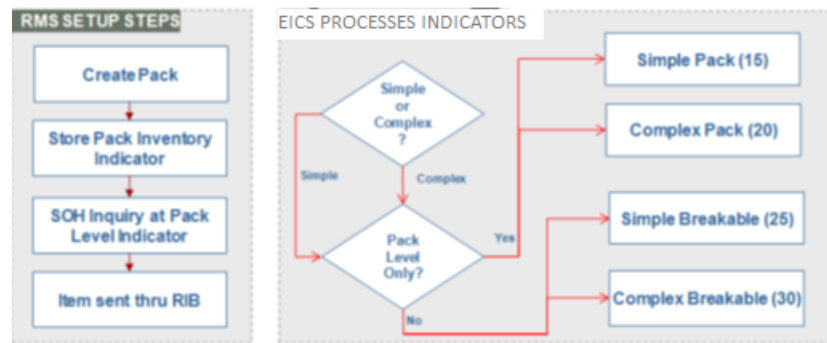 RMS SETUP STEPS
Create Pack
Store Pack Inventory
Indicator
SOH Inquiry at Pack
Level Indicator
Item sent thru RIB
EICS PROCESSES INDICATORS
Simple
or
Complex
?
Simple
Complex
Pack
Level
Only?
Yes
No
Simple Pack (15)
Complex Pack (20)
Simple Breakable (25)
Complex Breakable (30)